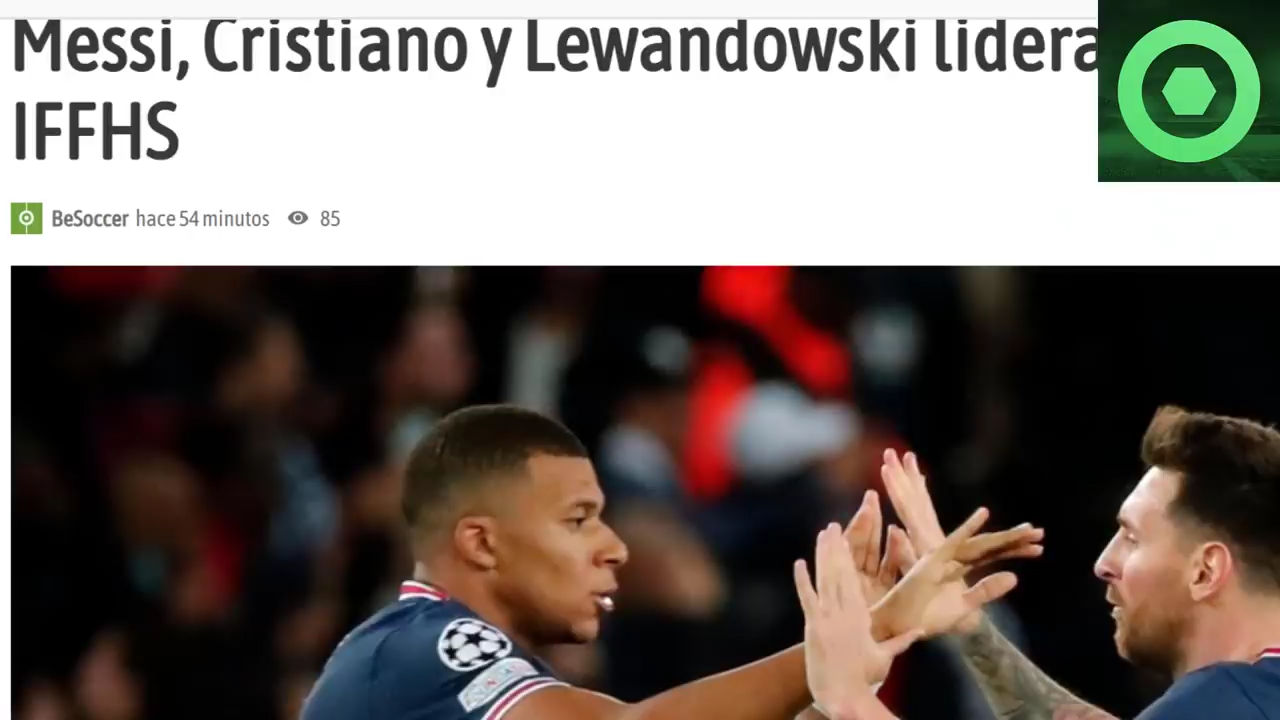 Messi, Cristiano y Lewandowski lidera
IFFHS
BeSoccer hace 54 minutos 85